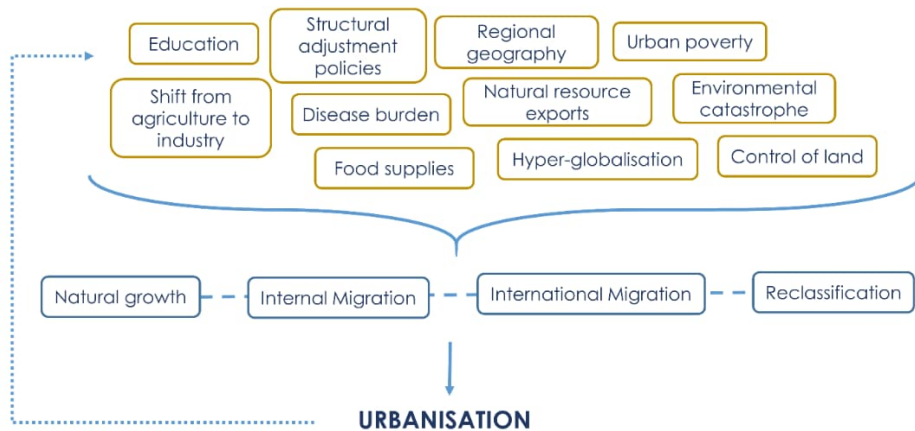 Education
Structural
adjustment
policies
Regional
geography
Urban poverty
Shift from
agriculture to
industry
Disease burden
Natural resource
exports
Environmental
catastrophe
Food supplies
Hyper-globalisation
Control of land
Natural growth
Internal Migration
International Migration
Reclassification
URBANISATION